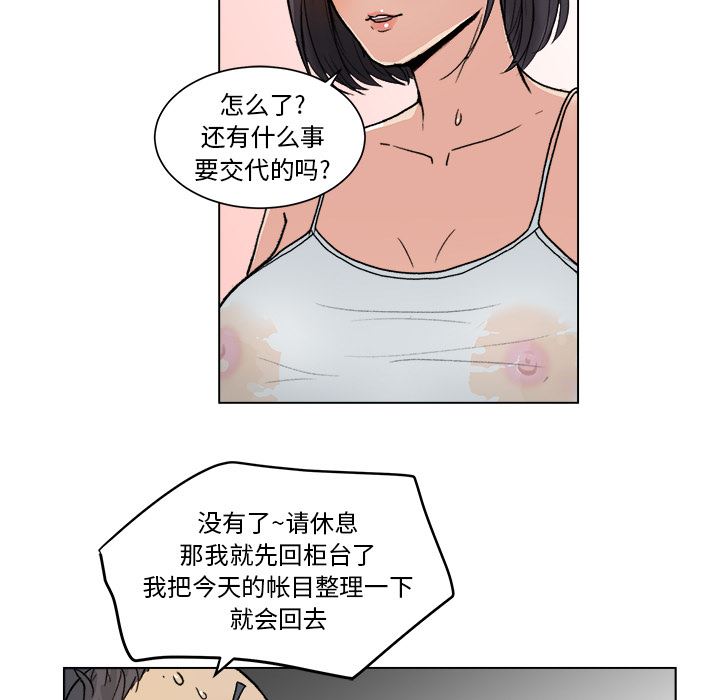 怎么了?
还有什么事
要交代的吗?
没有了~请休息
那我就先回柜台了
我把今天的帐目整理一下
就会回去